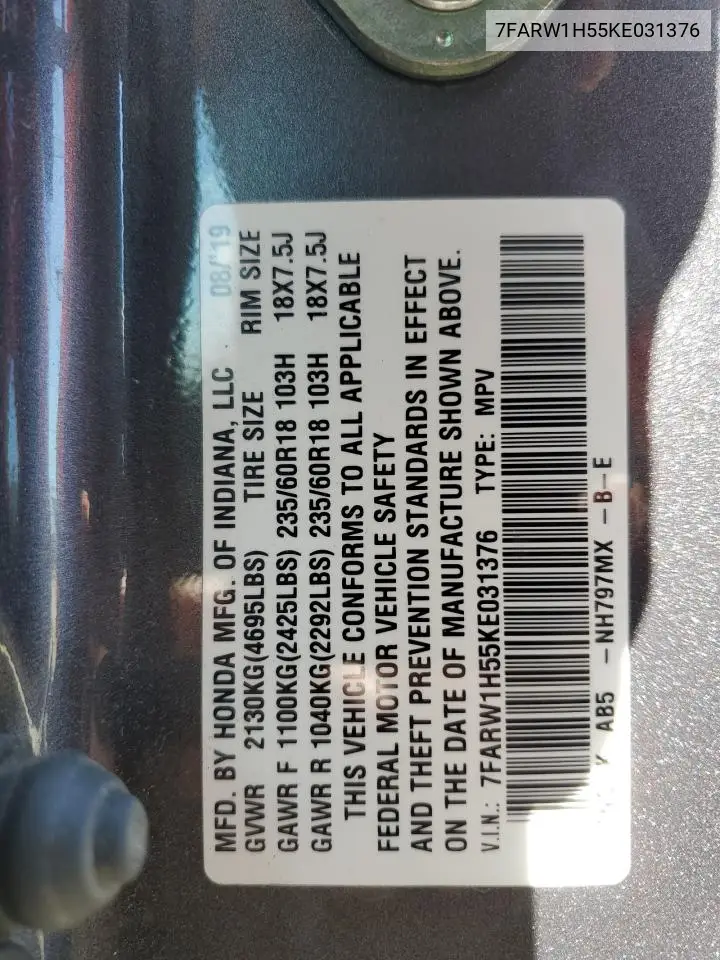 7FARW1H55KE031376
MFD. BY HONDA MFG. OF INDIANA, LLC 08/19
GVWR 2130KG(4695LBS) TIRE SIZE RIM SIZE
GAWR F 1100KG(2425LBS) 235/60R18 103H 18X7.5J
GAWR R 1040KG(2292LBS) 235/60R18 103H 18X7.5J
THIS VEHICLE CONFORMS TO ALL APPLICABLE
FEDERAL MOTOR VEHICLE SAFETY
AND THEFT PREVENTION STANDARDS IN EFFECT
ON THE DATE OF MANUFACTURE SHOWN ABOVE.
V.I.N.: 7FARW1H55KE031376 TYPE: MPV
AB5 -NH797MX -B-E